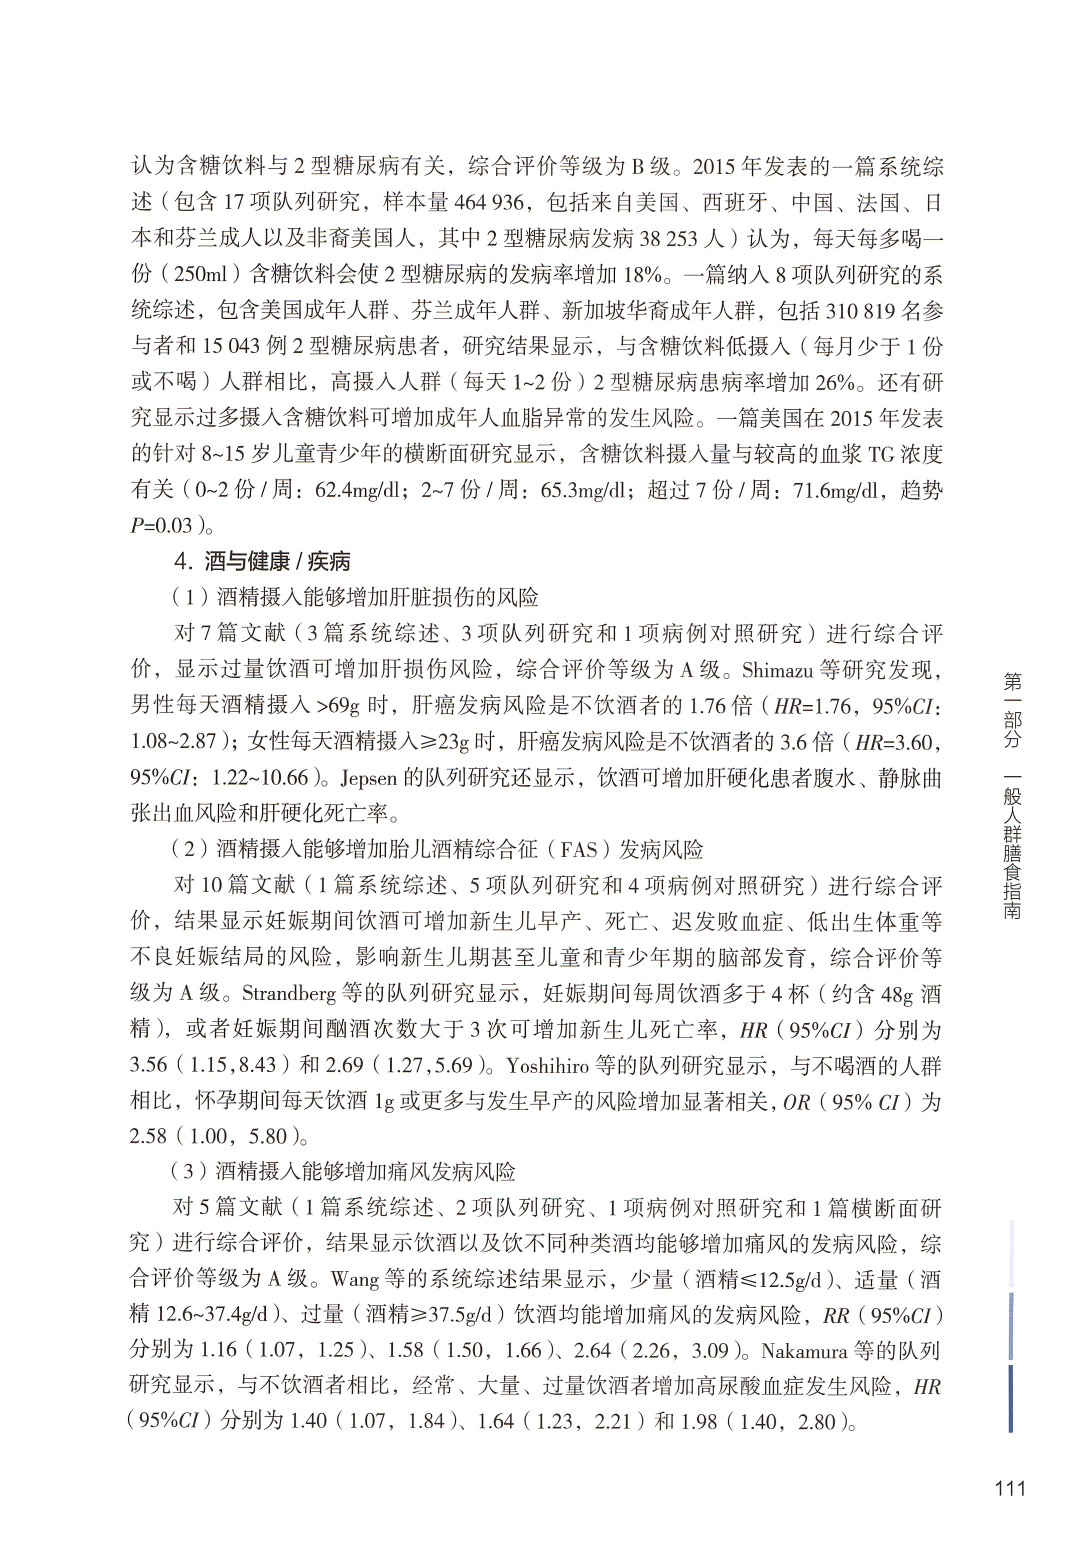 认为含糖饮料与 2 型糖尿病有关，综合评价等级为 B 级。2015 年发表的一篇系统综
述（包含 17 项队列研究，样本量 464 936，包括来自美国、西班牙、中国、法国、日
本和芬兰成人以及非裔美国人，其中 2 型糖尿病发病 38 253 人）认为，每天每多喝一
份（250ml）含糖饮料会使 2 型糖尿病的发病率增加 18%。一篇纳入 8 项队列研究的系
统综述，包含美国成年人群、芬兰成年人群、新加坡华裔成年人群，包括 310 819 名参
与者和 15 043 例 2 型糖尿病患者，研究结果显示，与含糖饮料低摄入（每月少于 1 份
或不喝）人群相比，高摄入人群（每天 1~2 份）2 型糖尿病患病率增加 26%。还有研
究显示过多摄入含糖饮料可增加成年人血脂异常的发生风险。一篇美国在 2015 年发表
的针对 8~15 岁儿童青少年的横断面研究显示，含糖饮料摄入量与较高的血浆 TG 浓度
有关（0~2 份 / 周：62.4mg/dl；2~7 份 / 周：65.3mg/dl；超过 7 份 / 周：71.6mg/dl，趋势
P=0.03）。
4. 酒与健康 / 疾病
（1）酒精摄入能够增加肝脏损伤的风险
对 7 篇文献（3 篇系统综述、3 项队列研究和 1 项病例对照研究）进行综合评
价，显示过量饮酒可增加肝损伤风险，综合评价等级为 A 级。Shimazu 等研究发现，
男性每天酒精摄入 >69g 时，肝癌发病风险是不饮酒者的 1.76 倍（HR=1.76，95%CI：
1.08~2.87）；女性每天酒精摄入≥23g 时，肝癌发病风险是不饮酒者的 3.6 倍（HR=3.60，
95%CI：1.22~10.66）。Jepsen 的队列研究还显示，饮酒可增加肝硬化患者腹水、静脉曲
张出血风险和肝硬化死亡率。
（2）酒精摄入能够增加胎儿酒精综合征（FAS）发病风险
对 10 篇文献（1 篇系统综述、5 项队列研究和 4 项病例对照研究）进行综合评
价，结果显示妊娠期间饮酒可增加新生儿早产、死亡、迟发败血症、低出生体重等
不良妊娠结局的风险，影响新生儿期甚至儿童和青少年期的脑部发育，综合评价等
级为 A 级。Strandberg 等的队列研究显示，妊娠期间每周饮酒多于 4 杯（约含 48g 酒
精），或者妊娠期间酗酒次数大于 3 次可增加新生儿死亡率，HR（95%CI）分别为
3.56（1.15,8.43）和 2.69（1.27,5.69）。Yoshihiro 等的队列研究显示，与不喝酒的人群
相比，怀孕期间每天饮酒 1g 或更多与发生早产的风险增加显著相关，OR（95% CI）为
2.58（1.00，5.80）。
（3）酒精摄入能够增加痛风发病风险
对 5 篇文献（1 篇系统综述、2 项队列研究、1 项病例对照研究和 1 篇横断面研
究）进行综合评价，结果显示饮酒以及饮不同种类酒均能够增加痛风的发病风险，综
合评价等级为 A 级。Wang 等的系统综述结果显示，少量（酒精≤12.5g/d）、适量（酒
精 12.6~37.4g/d）、过量（酒精≥37.5g/d）饮酒均能增加痛风的发病风险，RR（95%CI）
分别为 1.16（1.07，1.25）、1.58（1.50，1.66）、2.64（2.26，3.09）。Nakamura 等的队列
研究显示，与不饮酒者相比，经常、大量、过量饮酒者增加高尿酸血症发生风险，HR
（95%CI）分别为 1.40（1.07，1.84）、1.64（1.23，2.21）和 1.98（1.40，2.80）。
第一部分 一般人群膳食指南
111